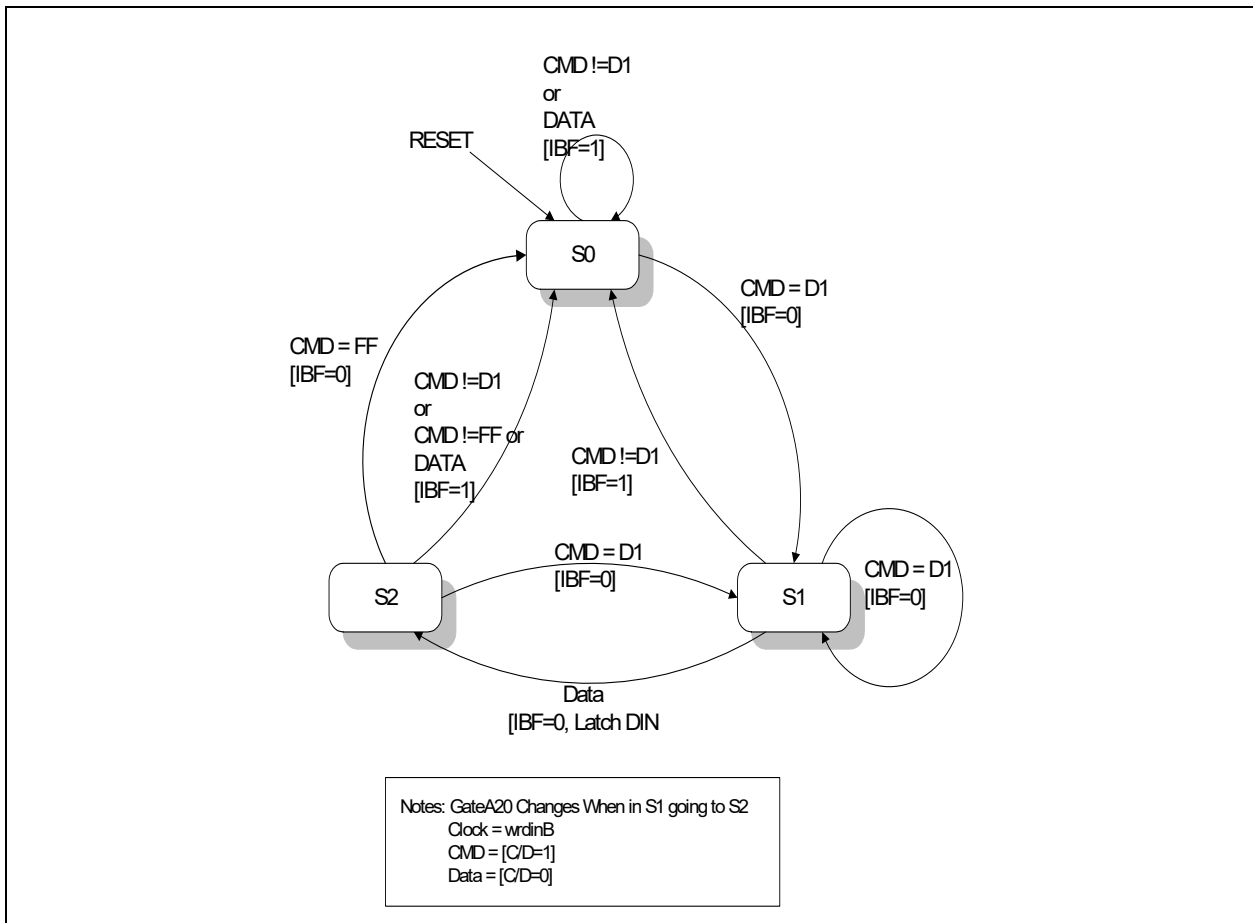 CMD !=D1
or
DATA
[IBF=1]
RESET
S0
CMD = D1
[IBF=0]
CMD = FF
[IBF=0]
CMD !=D1
or
CMD !=FF or
DATA
[IBF=1]
CMD !=D1
[IBF=1]
CMD = D1
[IBF=0]
CMD = D1
[IBF=0]
S2
S1
Data
[IBF=0, Latch DIN
Notes: GateA20 Changes When in S1 going to S2
Clock = wrdinB
CMD = [C/D=1]
Data = [C/D=0]